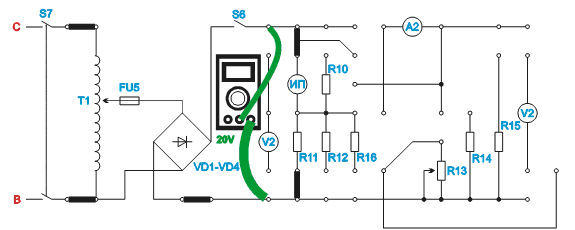 S7
S6
C
A2
R10
R15
FU5
ИП
T1
V2
20V
V2
R11
R12
R16
R14
VD1-VD4
R13
B